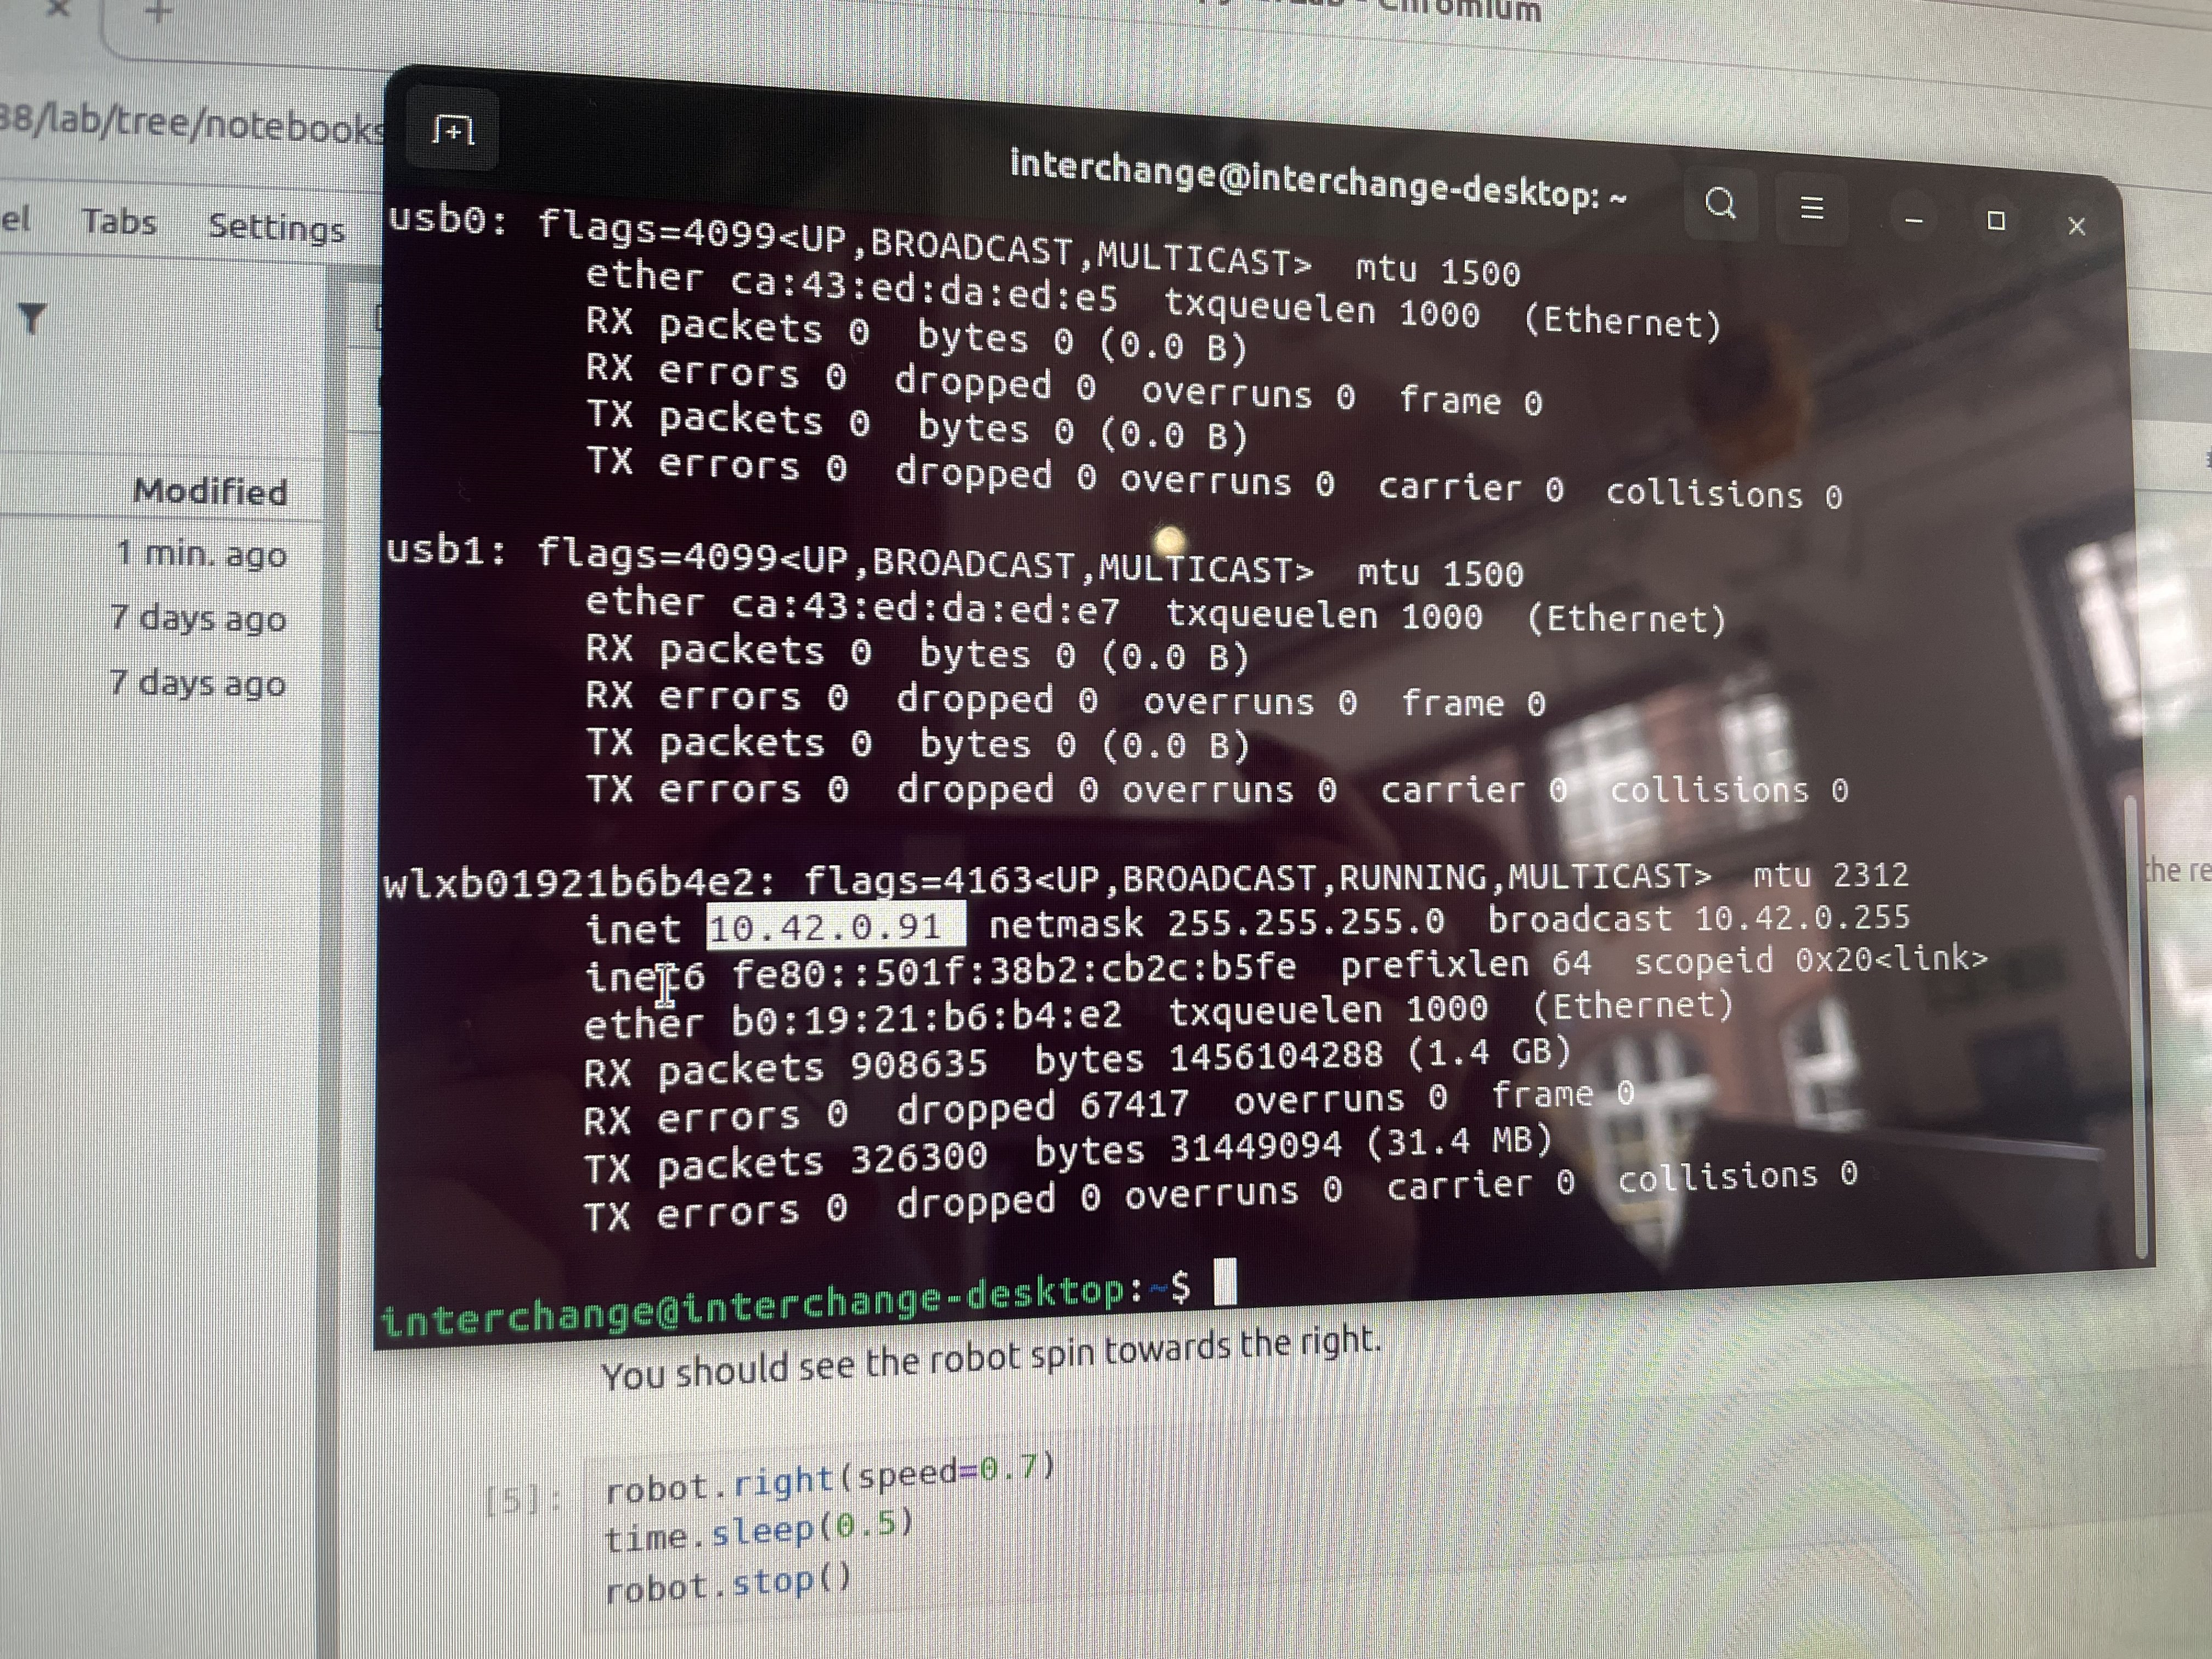 Chromium
38/lab/tree/notebooks
el Tabs Settings
Modified
1 min. ago
7 days ago
7 days ago
interchange@interchange-desktop: ~
usb0: flags=4099<UP,BROADCAST,MULTICAST> mtu 1500
ether ca:43:ed:da:ed:e5 txqueuelen 1000 (Ethernet)
RX packets 0 bytes 0 (0.0 B)
RX errors 0 dropped 0 overruns 0 frame 0
TX packets 0 bytes 0 (0.0 B)
TX errors 0 dropped 0 overruns 0 carrier 0 collisions 0
usb1: flags=4099<UP,BROADCAST,MULTICAST> mtu 1500
ether ca:43:ed:da:ed:e7 txqueuelen 1000 (Ethernet)
RX packets 0 bytes 0 (0.0 B)
RX errors 0 dropped 0 overruns 0 frame 0
TX packets 0 bytes 0 (0.0 B)
TX errors 0 dropped 0 overruns 0 carrier 0 collisions 0
wlxb01921b6b4e2: flags=4163<UP,BROADCAST,RUNNING,MULTICAST> mtu 2312
inet 10.42.0.91 netmask 255.255.255.0 broadcast 10.42.0.255
inet6 fe80::501f:38b2:cb2c:b5fe prefixlen 64 scopeid 0x20<link>
ether b0:19:21:b6:b4:e2 txqueuelen 1000 (Ethernet)
RX packets 908635 bytes 1456104288 (1.4 GB)
RX errors 0 dropped 67417 overruns 0 frame 0
TX packets 326300 bytes 31449094 (31.4 MB)
TX errors 0 dropped 0 overruns 0 carrier 0 collisions 0
interchange@interchange-desktop:~$
he re
You should see the robot spin towards the right.
[5]: robot.right(speed=0.7)
time.sleep(0.5)
robot.stop()